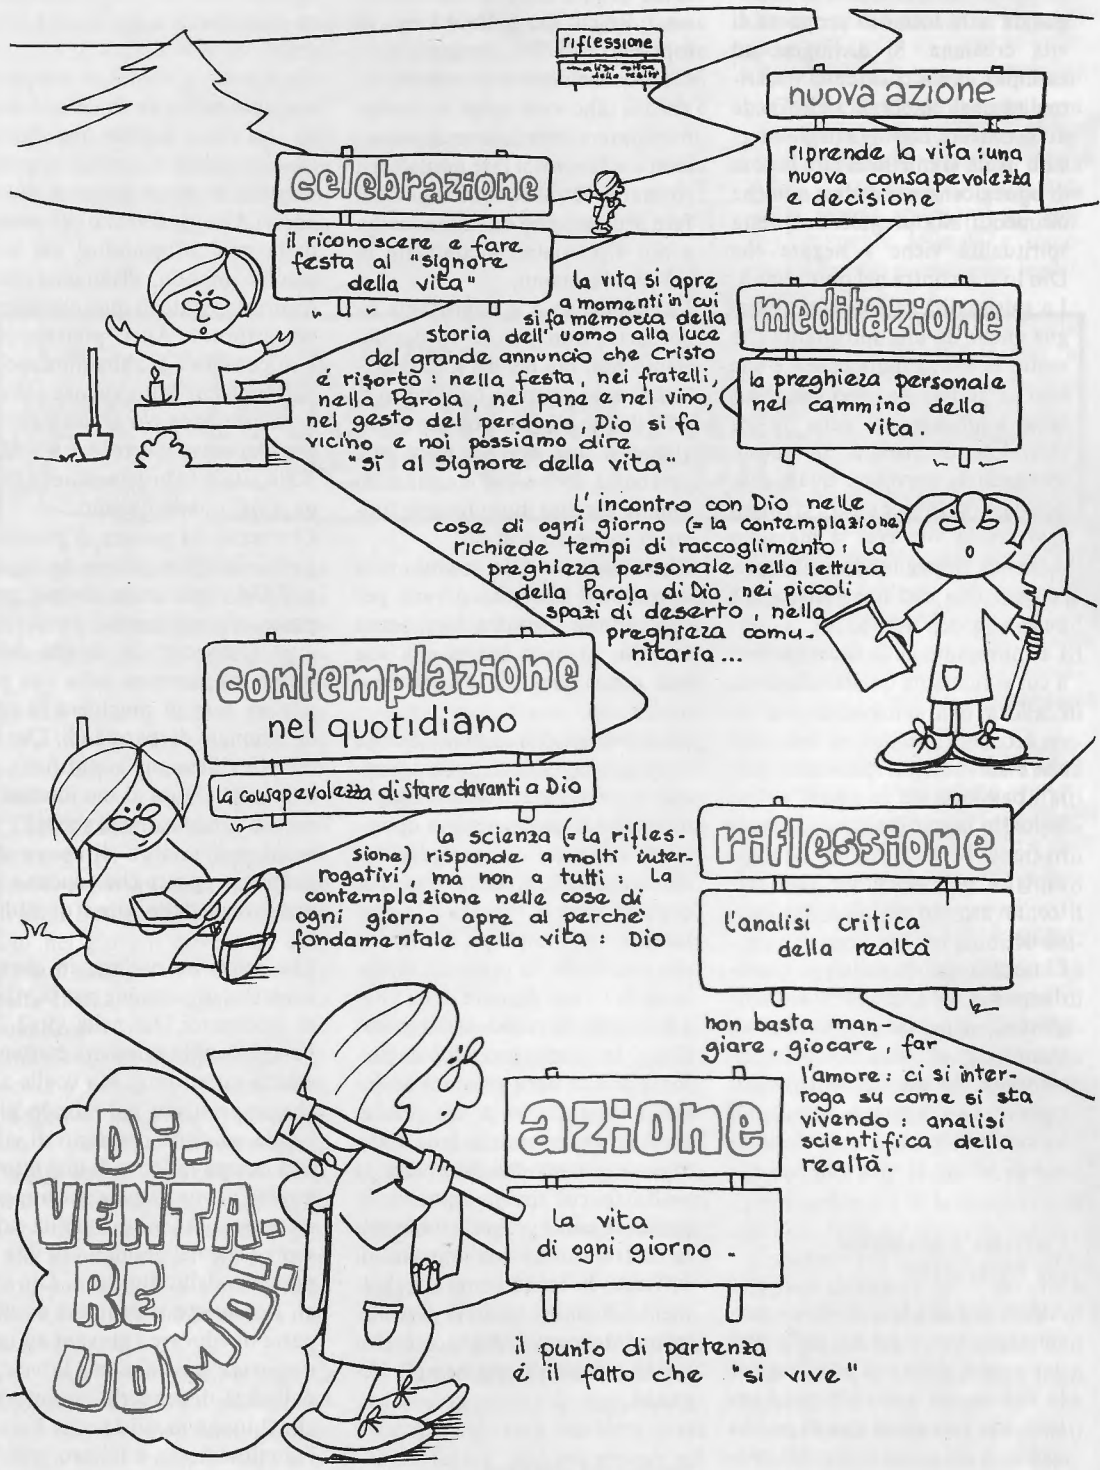 riflessione
analisi critica
della realtà
nuova azione
riprende la vita : una
nuova consapevolezza
e decisione
celebrazione
il riconoscere e fare
festa al "signore
della vita"
la vita si apre
a momenti in cui
si fa memoria della
storia dell'uomo alla luce
del grande annuncio che Cristo
é risorto : nella festa, nei fratelli,
nella Parola, nel pane e nel vino,
nel gesto del perdono, Dio si fa
vicino e noi possiamo dire
"sì al Signore della vita"
meditazione
la preghiera personale
nel cammino della
vita.
L'incontro con Dio nelle
cose di ogni giorno (= la contemplazione)
richiede tempi di raccoglimento : La
preghiera personale nella lettura
della Parola di Dio, nei piccoli
spazi di deserto, nella
preghiera comu-
nitaria...
contemplazione
nel quotidiano
la consapevolezza di stare davanti a Dio
la scienza (= la rifles-
sione) risponde a molti inter-
rogativi, ma non a tutti : la
contemplazione nelle cose di
ogni giorno apre al perchè
fondamentale della vita : Dio
riflessione
l'analisi critica
della realtà
non basta man-
giare, giocare, far
l'amore : ci si inter-
roga su come si sta
vivendo : analisi
scientifica della
realtà.
azione
la vita
di ogni giorno -
il punto di partenza
é il fatto che "si vive"
Di-
VENTA-
RE
UOMO: